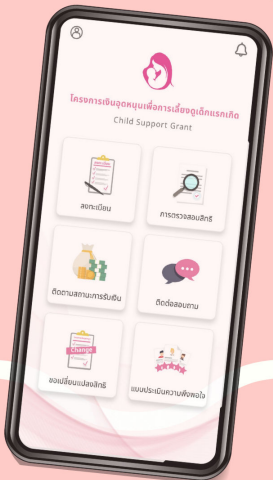 โครงการเงินอุดหนุนเพื่อการเลี้ยงดูเด็กแรกเกิด
Child Support Grant
ลงทะเบียน
การตรวจสอบสิทธิ
ติดตามสถานะการรับเงิน
ติดต่อสอบถาม
Change
ขอเปลี่ยนแปลงสิทธิ
แบบประเมินความพึงพอใจ